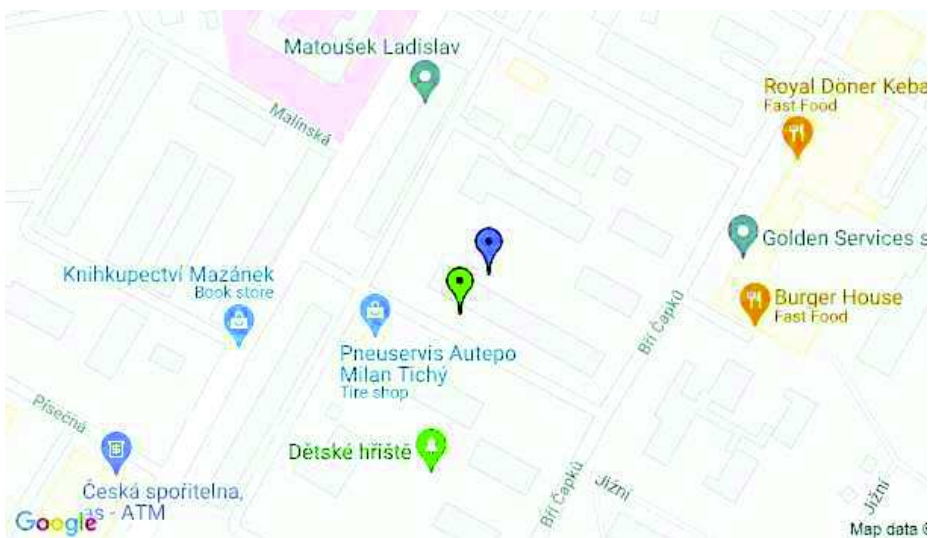 Matoušek Ladislav
Malínská
Royal Döner Keba
Fast Food
Golden Services s
Knihkupectví Mazánek
Book store
Burger House
Fast Food
Bří Čapků
Pneuservis Autepo
Milan Tichý
Tire shop
Písečná
Dětské hřiště
Česká spořitelna,
as - ATM
Bří Čapků
Jižní
Jižní
Google
Map data ©